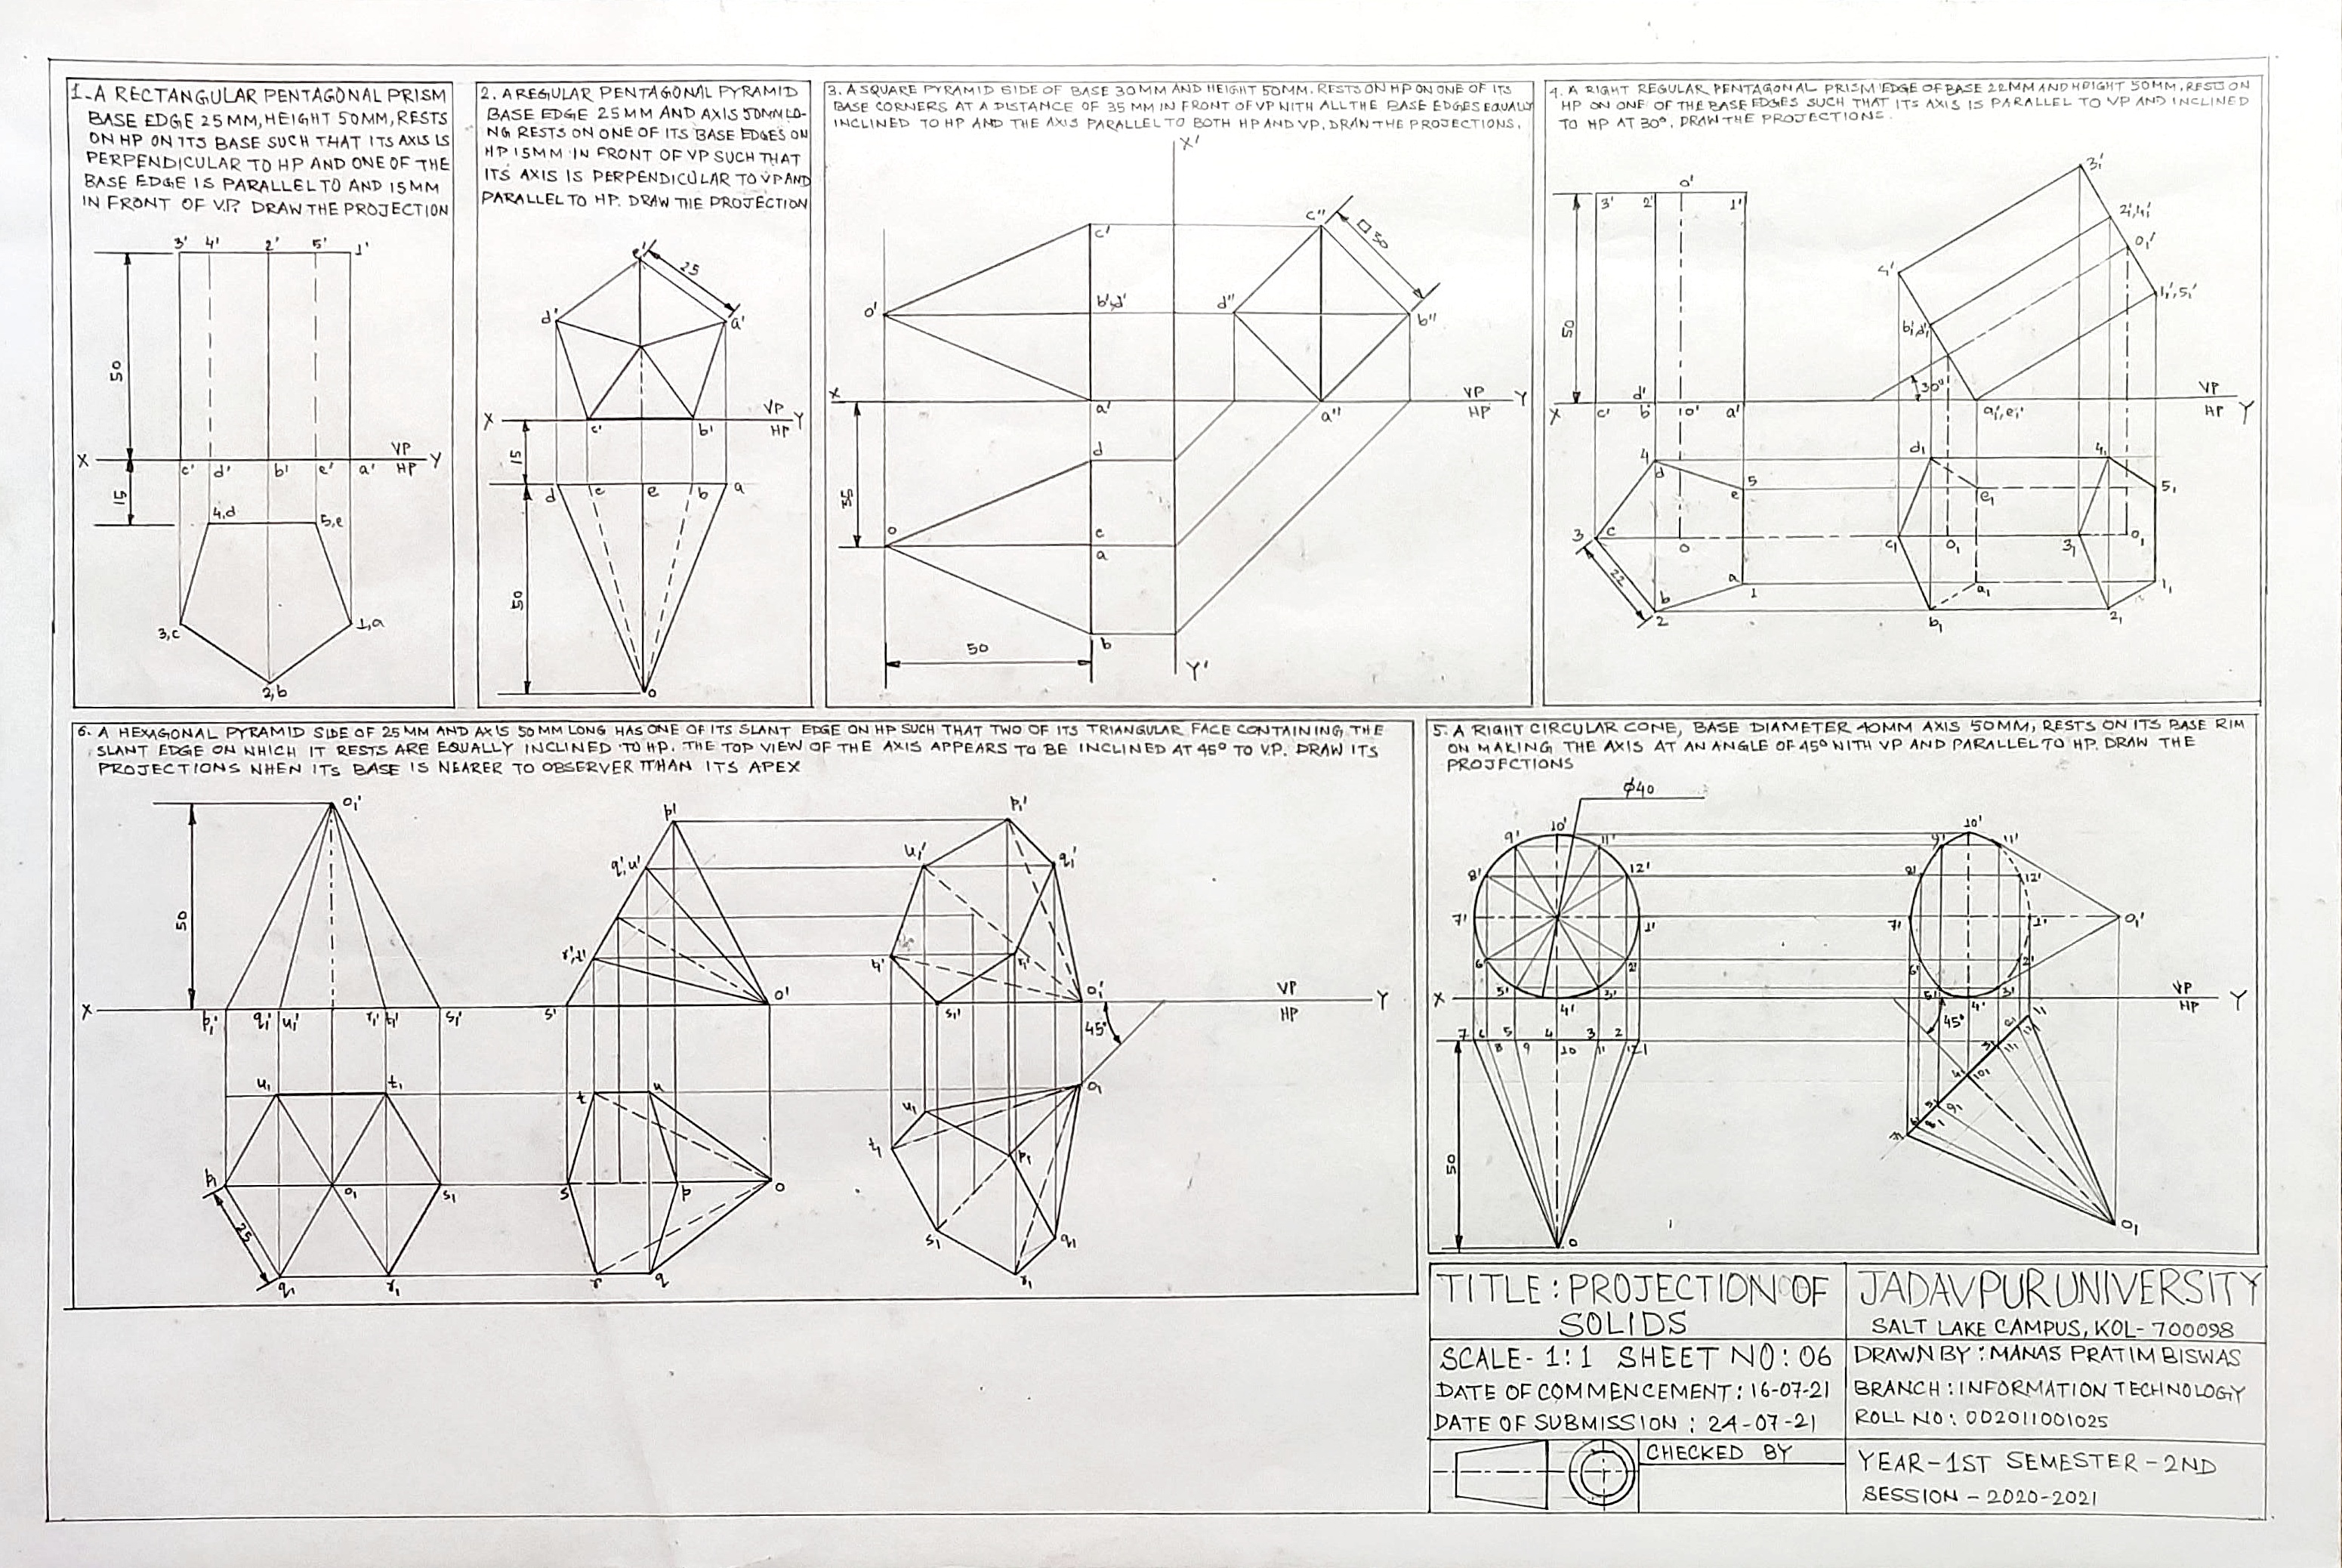 1. A RECTANGULAR PENTAGONAL PRISM
BASE EDGE 25MM, HEIGHT 50MM, RESTS
ON HP ON ITS BASE SUCH THAT ITS AXIS IS
PERPENDICULAR TO HP AND ONE OF THE
BASE EDGE IS PARALLEL TO AND 15MM
IN FRONT OF V.P. DRAW THE PROJECTION
3' 4' 2' 5' 1'
50
X c' d' b' e' a' VP HP Y
15
4,d 5,e
3,c 1,a
2,b
2. A REGULAR PENTAGONAL PYRAMID
BASE EDGE 25MM AND AXIS 50MM LO-
NG RESTS ON ONE OF ITS BASE EDGES ON
HP 15MM IN FRONT OF VP SUCH THAT
ITS AXIS IS PERPENDICULAR TO VP AND
PARALLEL TO HP. DRAW THE PROJECTION
e' 25
d' a'
X c' b' VP HP Y
15
d c e b a
50
o
3. A SQUARE PYRAMID SIDE OF BASE 30MM AND HEIGHT 50MM. RESTS ON HP ON ONE OF ITS
BASE CORNERS AT A DISTANCE OF 35 MM IN FRONT OF VP WITH ALL THE BASE EDGES EQUALLY
INCLINED TO HP AND THE AXIS PARALLEL TO BOTH HP AND VP. DRAW THE PROJECTIONS.
X'
c' c'' □30
o' b',d' d'' b''
X a' a'' VP HP Y
35
d
o c
a
b
50
Y'
4. A RIGHT REGULAR PENTAGONAL PRISM EDGE OF BASE 22MM AND HEIGHT 50MM, RESTS ON
HP ON ONE OF THE BASE EDGES SUCH THAT ITS AXIS IS PARALLEL TO VP AND INCLINED
TO HP AT 30°. DRAW THE PROJECTIONS.
o' 3₁'
3' 2' 1' 2₁',4₁'
o₁'
4' 1₁',5₁'
50
b₁'d₁'
30°
d'
X c' b' o' a' a₁',e₁' VP HP Y
4 d d₁ 4₁
5 e e₁ 5₁
3 c o c₁ o₁ 3₁ o₁
22
a 1 a₁ 1₁
b 2 b₁ 2₁
6. A HEXAGONAL PYRAMID SIDE OF 25 MM AND AXIS 50 MM LONG HAS ONE OF ITS SLANT EDGE ON HP SUCH THAT TWO OF ITS TRIANGULAR FACE CONTAINING THE
SLANT EDGE ON WHICH IT RESTS ARE EQUALLY INCLINED TO HP. THE TOP VIEW OF THE AXIS APPEARS TO BE INCLINED AT 45° TO V.P. DRAW ITS
PROJECTIONS WHEN ITS BASE IS NEARER TO OBSERVER THAN ITS APEX
o₁' p' p₁'
q',u' u₁' q₁'
50
r',t' t₁' r₁'
X p₁' q₁' u₁' r₁' t₁' s₁' s' o' s₁' o₁' VP HP Y
45°
u₁ t₁ t u u₁ o₁
t₁ p₁
p₁ o₁ s₁ s p o
25
s₁ q₁
q₁ r₁ r q r₁
5. A RIGHT CIRCULAR CONE, BASE DIAMETER 40MM AXIS 50MM, RESTS ON ITS BASE RIM
ON MAKING THE AXIS AT AN ANGLE OF 45° WITH VP AND PARALLEL TO HP. DRAW THE
PROJECTIONS
φ40
9' 10' 11' 9' 10' 11'
8' 12' 8' 12'
7' 1' 7' 1' o₁'
6' 2' 6' 2'
X 5' 4' 3' 5' 4' 3' VP HP Y
45°
7 6 5 4 3 2
8 9 10 11 12 1
50
o o₁
TITLE: PROJECTION OF
SOLIDS
JADAVPUR UNIVERSITY
SALT LAKE CAMPUS, KOL- 700098
SCALE- 1:1 SHEET NO: 06
DATE OF COMMENCEMENT: 16-07-21
DATE OF SUBMISSION: 24-07-21
DRAWN BY: MANAS PRATIM BISWAS
BRANCH: INFORMATION TECHNOLOGY
ROLL NO: 002011001025
CHECKED BY
YEAR-1ST SEMESTER-2ND
SESSION - 2020-2021